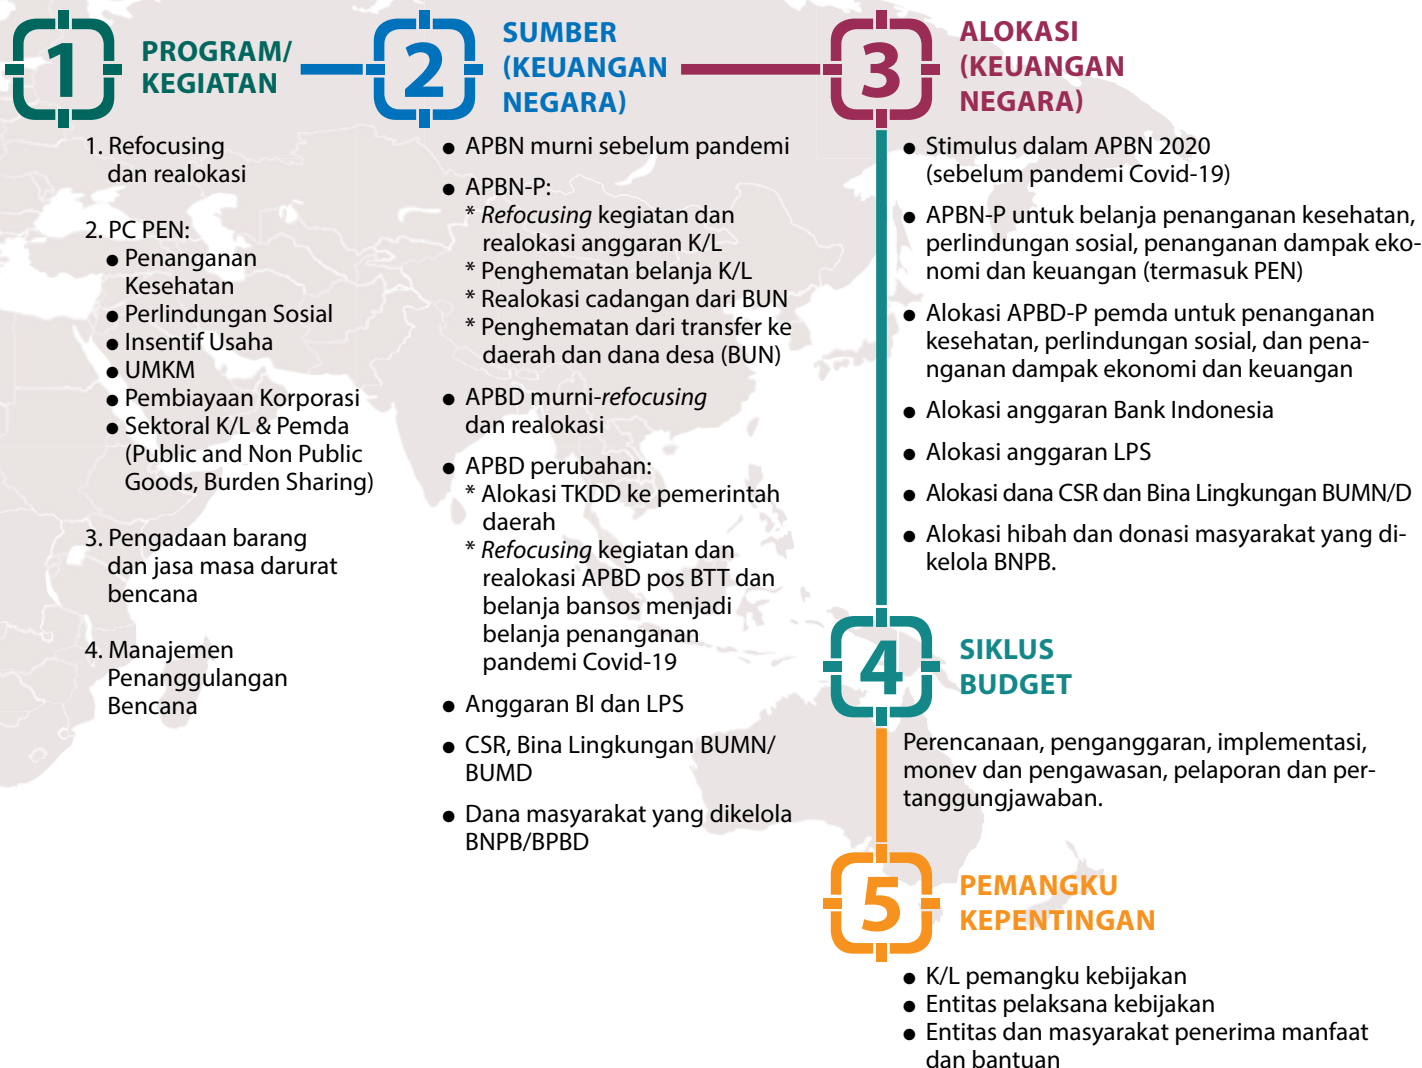 1
PROGRAM/
KEGIATAN
1. Refocusing
dan realokasi
2. PC PEN:
● Penanganan
Kesehatan
● Perlindungan Sosial
● Insentif Usaha
● UMKM
● Pembiayaan Korporasi
● Sektoral K/L & Pemda
(Public and Non Public
Goods, Burden Sharing)
3. Pengadaan barang
dan jasa masa darurat
bencana
4. Manajemen
Penanggulangan
Bencana
2
SUMBER
(KEUANGAN
NEGARA)
● APBN murni sebelum pandemi
● APBN-P:
* Refocusing kegiatan dan
realokasi anggaran K/L
* Penghematan belanja K/L
* Realokasi cadangan dari BUN
* Penghematan dari transfer ke
daerah dan dana desa (BUN)
● APBD murni-refocusing
dan realokasi
● APBD perubahan:
* Alokasi TKDD ke pemerintah
daerah
* Refocusing kegiatan dan
realokasi APBD pos BTT dan
belanja bansos menjadi
belanja penanganan
pandemi Covid-19
● Anggaran BI dan LPS
● CSR, Bina Lingkungan BUMN/
BUMD
● Dana masyarakat yang dikelola
BNPB/BPBD
3
ALOKASI
(KEUANGAN
NEGARA)
● Stimulus dalam APBN 2020
(sebelum pandemi Covid-19)
● APBN-P untuk belanja penanganan kesehatan,
perlindungan sosial, penanganan dampak eko-
nomi dan keuangan (termasuk PEN)
● Alokasi APBD-P pemda untuk penanganan
kesehatan, perlindungan sosial, dan pena-
nganan dampak ekonomi dan keuangan
● Alokasi anggaran Bank Indonesia
● Alokasi anggaran LPS
● Alokasi dana CSR dan Bina Lingkungan BUMN/D
● Alokasi hibah dan donasi masyarakat yang di-
kelola BNPB.
4
SIKLUS
BUDGET
Perencanaan, penganggaran, implementasi,
monev dan pengawasan, pelaporan dan per-
tanggungjawaban.
5
PEMANGKU
KEPENTINGAN
● K/L pemangku kebijakan
● Entitas pelaksana kebijakan
● Entitas dan masyarakat penerima manfaat
dan bantuan